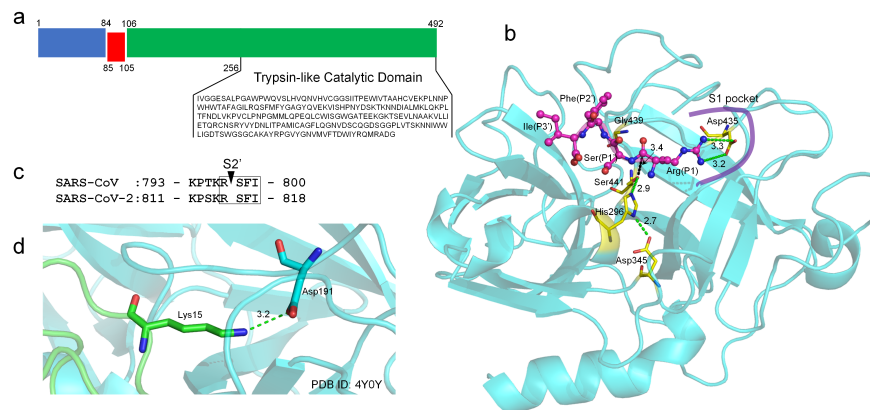 a
1 84 106 492
85 105
256
Trypsin-like Catalytic Domain
IVGGESALPGAWPWQVSLHVQNVHVCGGSIITPEWIVTAAHCVEKPLNNP
WHWTAFAGILRQSFMFYGAGYQVEKVISHPNYDSKTKNNDIALMKLQKPL
TFNDLVKPVCLPNPGMMLQPEQLCWISGWGATEEKGKTSEVLNAAKVLLI
ETQRCNSRYVYDNLITPAMICAGFLQGNVDSCQGDSGGPLVTSKNNIWWL
IGDTSWGSGCAKAYRPGVYGNVMVFTDWIYRQMRADG
b
Phe(P2')
Ile(P3')
Gly439
S1 pocket
Asp435
3.4
3.3
Ser(P1')
3.2
Arg(P1)
Ser441
2.9
His296
2.7
Asp345
c
S2'
SARS-CoV :793 - KPTKR SFI - 800
SARS-CoV-2:811 - KPSKR SFI - 818
d
Asp191
Lys15
3.2
PDB ID: 4Y0Y